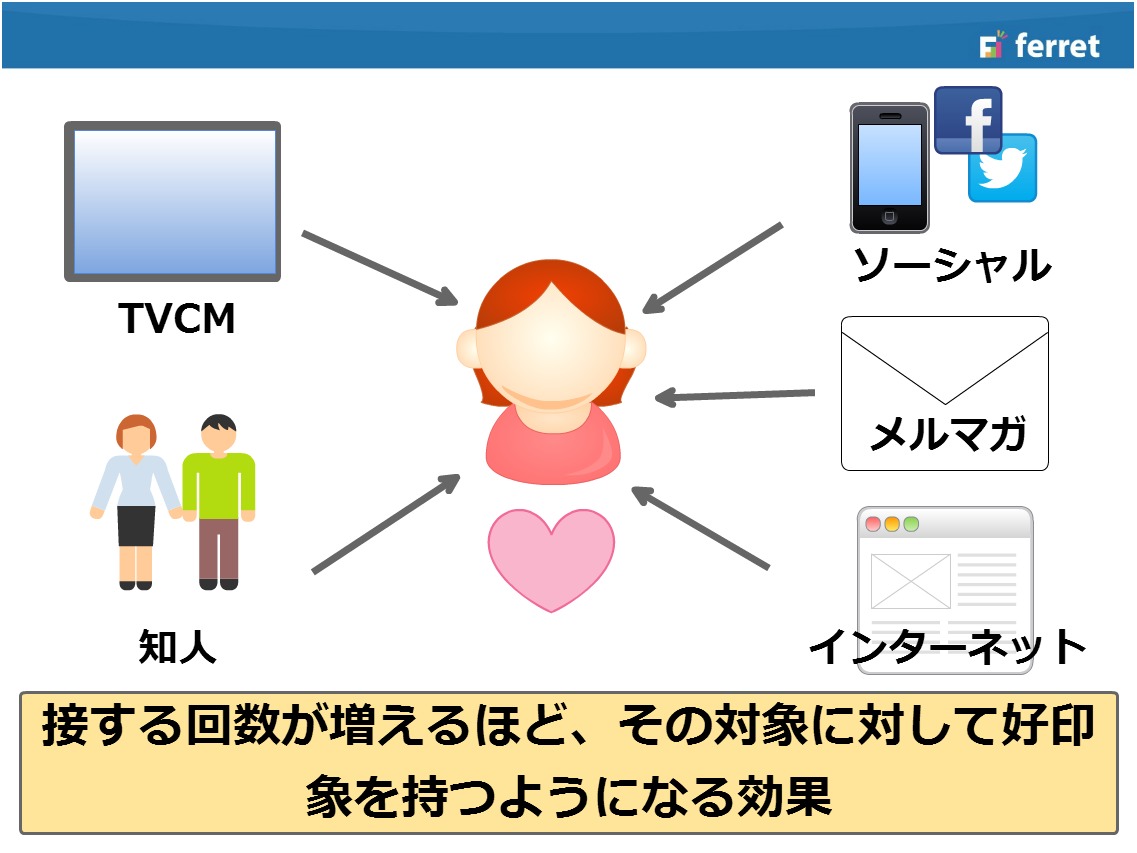 ferret
TVCM
ソーシャル
メルマガ
知人
インターネット
接する回数が増えるほど、その対象に対して好印
象を持つようになる効果